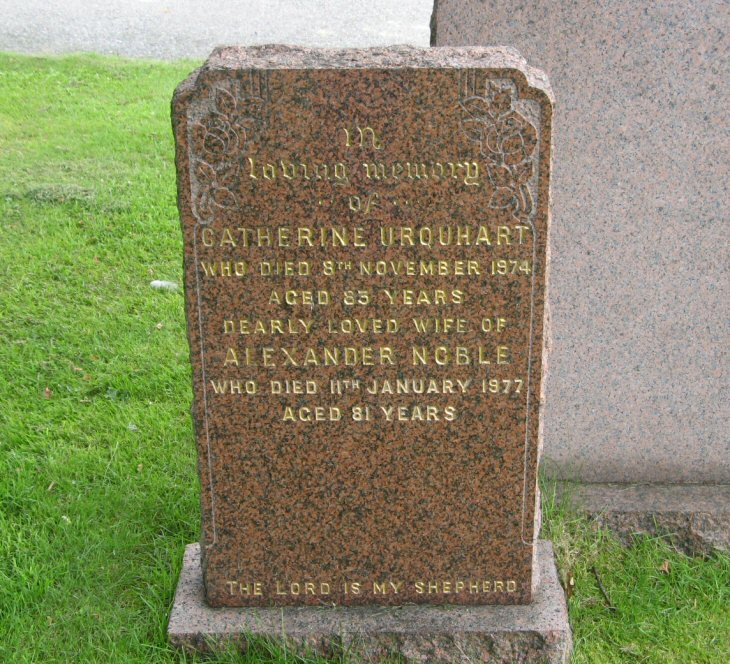 In
loving memory
of
CATHERINE URQUHART
WHO DIED 8TH NOVEMBER 1974
AGED 85 YEARS
DEARLY LOVED WIFE OF
ALEXANDER NOBLE
WHO DIED 11TH JANUARY 1977
AGED 81 YEARS
THE LORD IS MY SHEPHERD